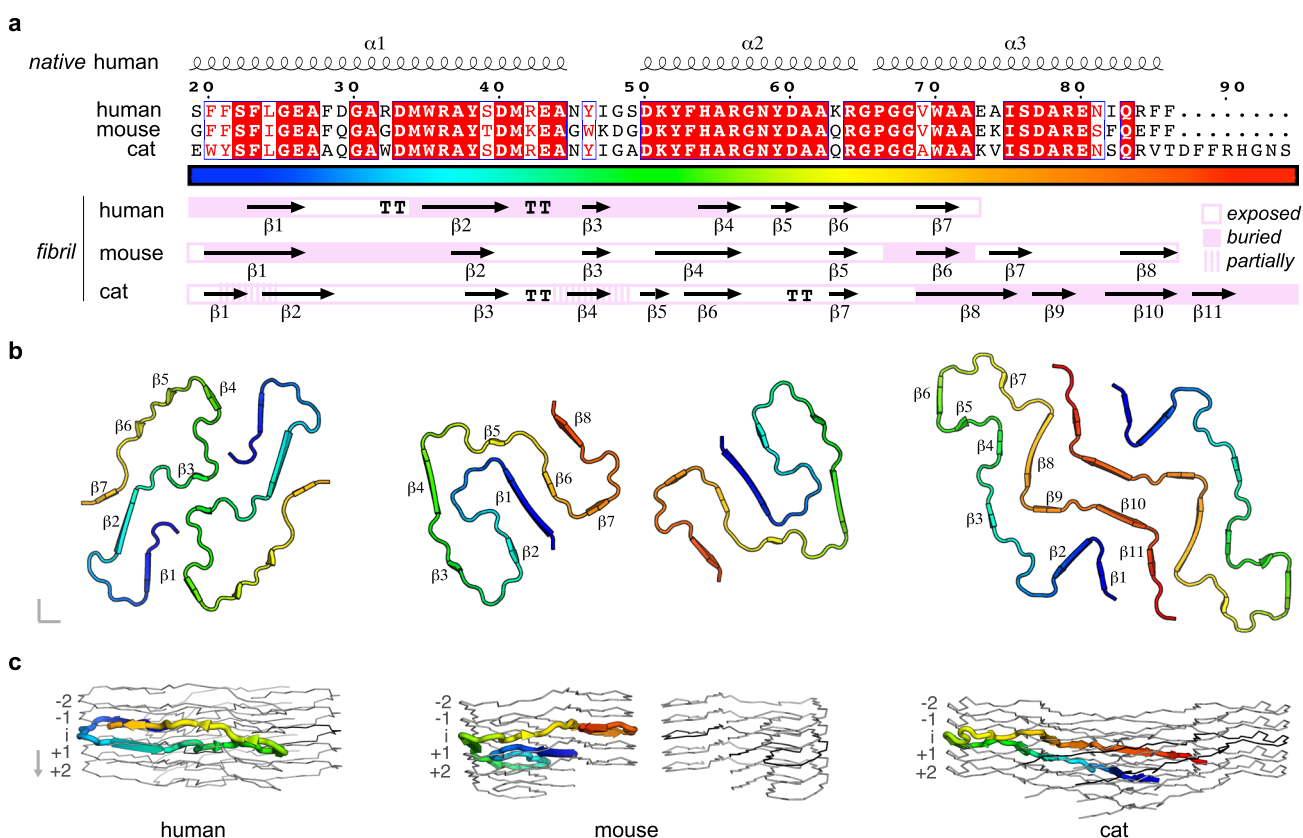 a
α1 α2 α3
native human
20 30 40 50 60 70 80 90
human SFFSFLGEAFDGARDMWRAYSDMREANYIGSDKYFHARGNYDAAKRGPGGVWAAEAISDARENIQRFF........
mouse GFFSFIGEAFQGAGDMWRAYTDMKEAGWKDGDKYFHARGNYDAAQRGPGGVWAAEKISDARESFQEFF........
cat EWYSFLGEAAQGAWDMWRAYSDMREANYIGADKYFHARGNYDAAQRGPGGAWAAKVISDARENSQRVTDFFRHGNS
human TT TT
β1 β2 β3 β4 β5 β6 β7
exposed
buried
partially
fibril
mouse
β1 β2 β3 β4 β5 β6 β7 β8
cat TT TT
β1 β2 β3 β4 β5 β6 β7 β8 β9 β10 β11
b
β5 β4 β6 β3 β7 β2 β1
β8 β5 β6 β4 β1 β7 β2 β3
β7 β6 β5 β4 β8 β9 β10 β3 β2 β11 β1
c
-2 -2 -2
-1 -1 -1
i i i
+1 +1 +1
+2 +2 +2
human mouse cat